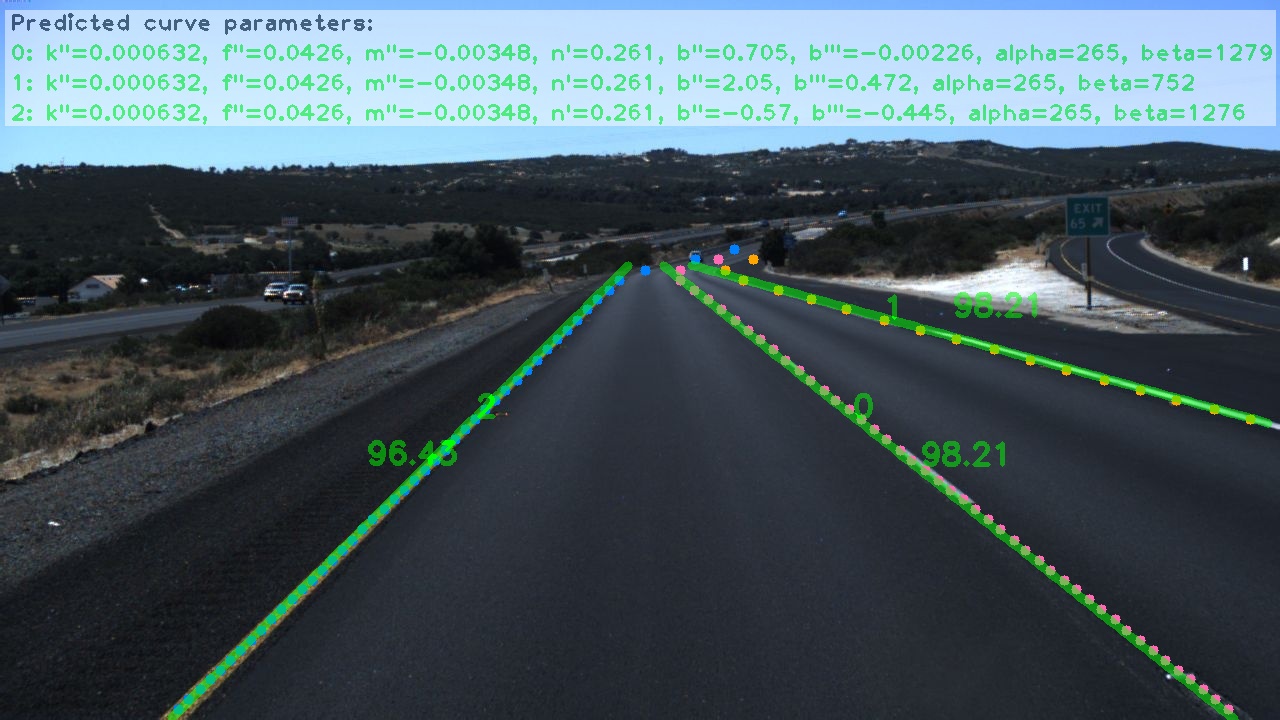 Predicted curve parameters:
0: k''=0.000632, f''=0.0426, m''=-0.00348, n'=0.261, b''=0.705, b'''=-0.00226, alpha=265, beta=1279
1: k''=0.000632, f''=0.0426, m''=-0.00348, n'=0.261, b''=2.05, b'''=0.472, alpha=265, beta=752
2: k''=0.000632, f''=0.0426, m''=-0.00348, n'=0.261, b''=-0.57, b'''=-0.445, alpha=265, beta=1276
EXIT
65
1 98.21
2
0
96.43
98.21